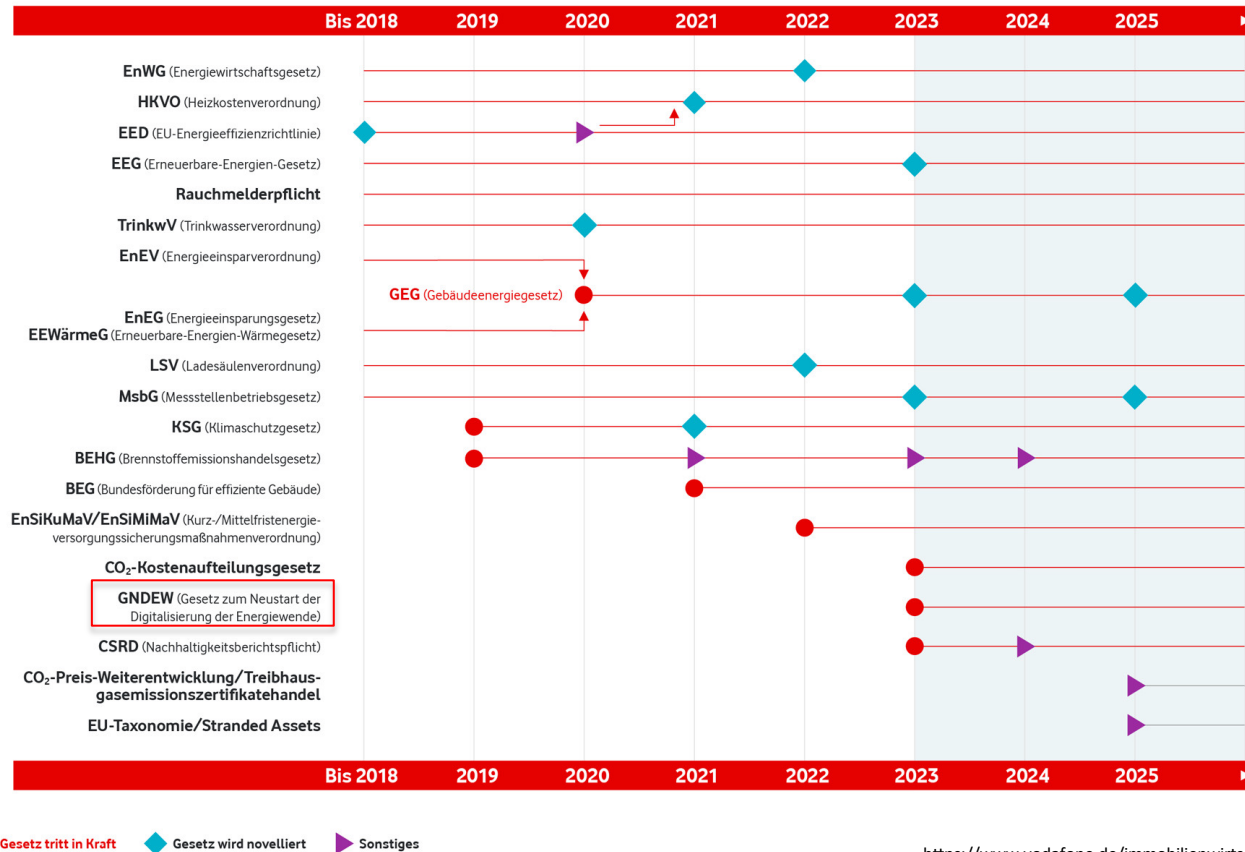 Bis 2018 2019 2020 2021 2022 2023 2024 2025
EnWG (Energiewirtschaftsgesetz)
HKVO (Heizkostenverordnung)
EED (EU-Energieeffizienzrichtlinie)
EEG (Erneuerbare-Energien-Gesetz)
Rauchmelderpflicht
TrinkwV (Trinkwasserverordnung)
EnEV (Energieeinsparverordnung)
GEG (Gebäudeenergiegesetz)
EnEG (Energieeinsparungsgesetz)
EEWärmeG (Erneuerbare-Energien-Wärmegesetz)
LSV (Ladesäulenverordnung)
MsbG (Messstellenbetriebsgesetz)
KSG (Klimaschutzgesetz)
BEHG (Brennstoffemissionshandelsgesetz)
BEG (Bundesförderung für effiziente Gebäude)
EnSiKuMaV/EnSiMiMaV (Kurz-/Mittelfristenergie-
versorgungssicherungsmaßnahmenverordnung)
CO₂-Kostenaufteilungsgesetz
GNDEW (Gesetz zum Neustart der
Digitalisierung der Energiewende)
CSRD (Nachhaltigkeitsberichtspflicht)
CO₂-Preis-Weiterentwicklung/Treibhaus-
gasemissionszertifikatehandel
EU-Taxonomie/Stranded Assets
Bis 2018 2019 2020 2021 2022 2023 2024 2025
Gesetz tritt in Kraft Gesetz wird novelliert Sonstiges